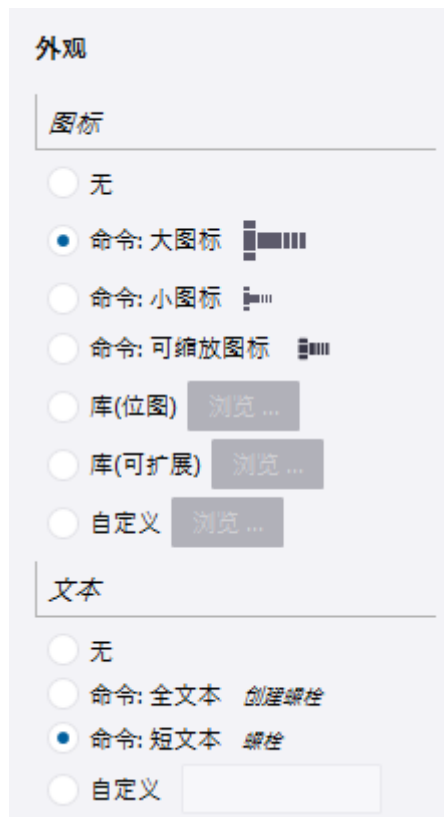 外观
图标
无
命令: 大图标
命令: 小图标
命令: 可缩放图标
库(位图) 浏览 ...
库(可扩展) 浏览 ...
自定义 浏览 ...
文本
无
命令: 全文本 创建螺栓
命令: 短文本 螺栓
自定义